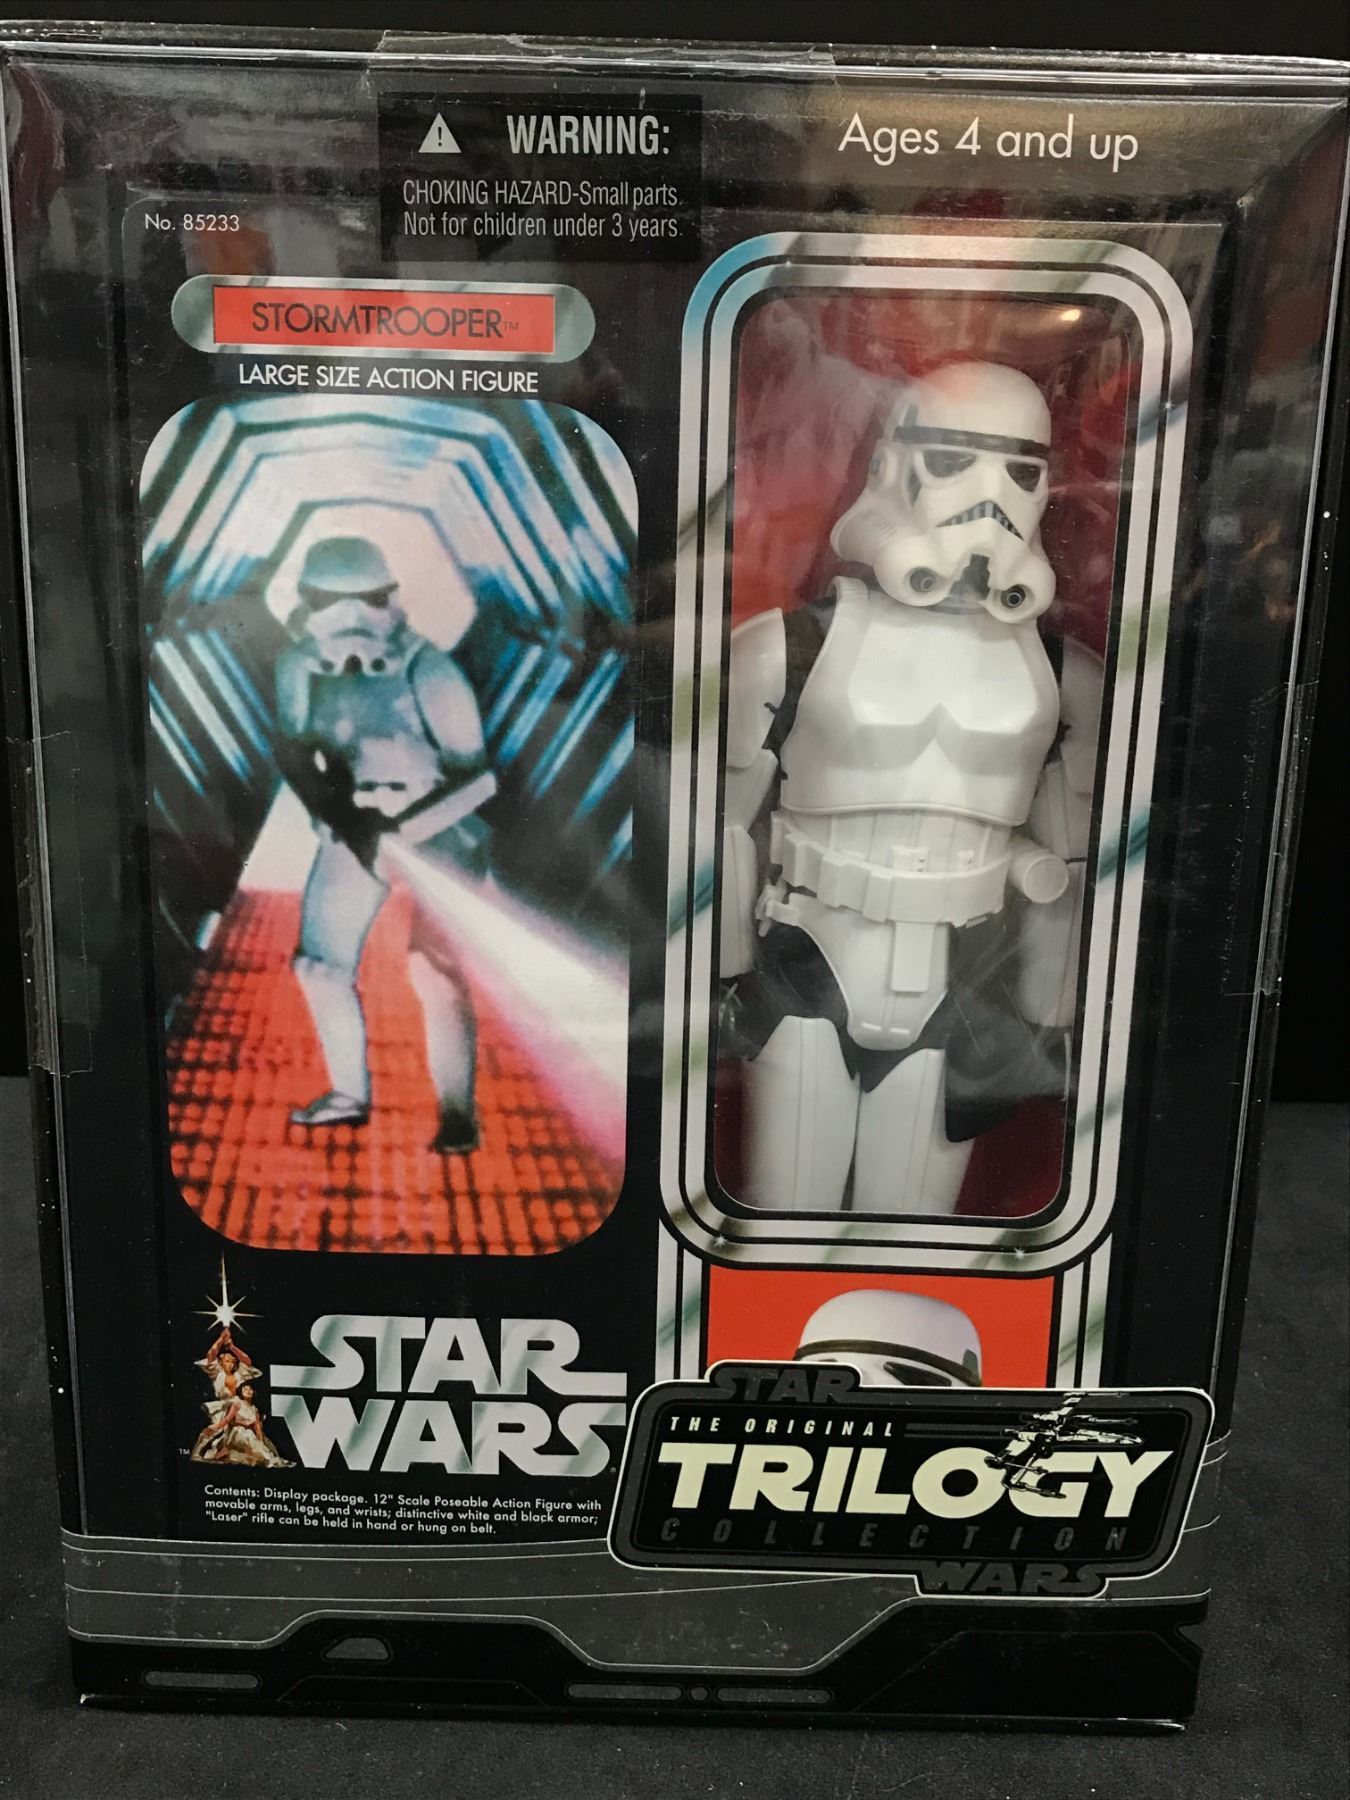 WARNING:
CHOKING HAZARD-Small parts.
Not for children under 3 years.
Ages 4 and up
No. 85233
STORMTROOPER™
LARGE SIZE ACTION FIGURE
STAR
WARS
TM
Contents: Display package. 12" Scale Poseable Action Figure with
movable arms, legs, and wrists; distinctive white and black armor;
"Laser" rifle can be held in hand or hung on belt.
STAR
THE ORIGINAL
TRILOGY
COLLECTION
WARS